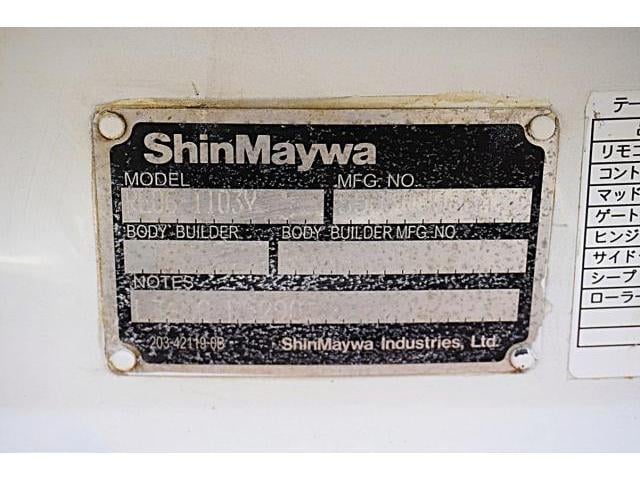 ShinMaywa
MODEL
MFG. NO.
1103Y
BODY BUILDER
BODY BUILDER MFG. NO.
NOTES
203-42119-0B
ShinMaywa Industries, Ltd.
テー
リモコ
コント
マッド
ゲート
ヒンジ
サイド
シープ
ローラ